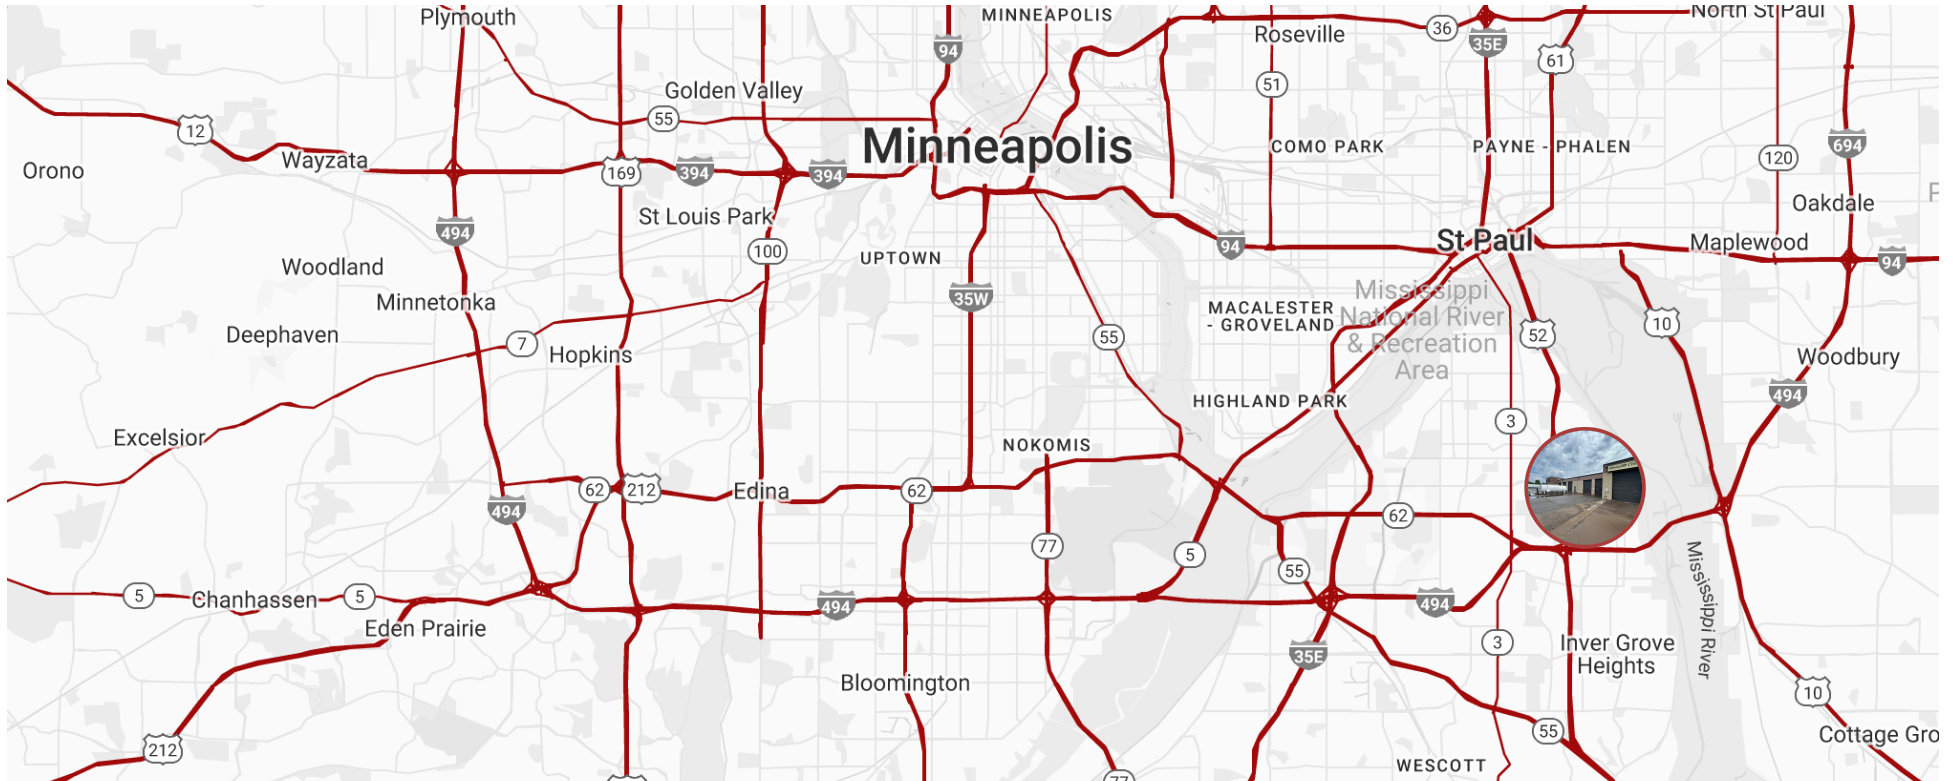 Plymouth
MINNEAPOLIS
North St Paul
94
Roseville
36
35E
61
51
Golden Valley
55
12
Minneapolis
COMO PARK
PAYNE - PHALEN
694
120
Wayzata
Orono
169
394
394
Oakdale
St Louis Park
494
100
UPTOWN
94
St Paul
Maplewood
94
Woodland
Minnetonka
35W
Mississippi
National River
& Recreation
Area
MACALESTER
- GROVELAND
10
52
55
Deephaven
7
Hopkins
Woodbury
494
HIGHLAND PARK
3
Excelsior
NOKOMIS
62
212
Edina
62
494
62
77
5
55
Mississippi River
5
Chanhassen
5
494
494
Eden Prairie
3
Inver Grove
Heights
35E
Bloomington
10
212
55
Cottage Gro
WESCOTT
77